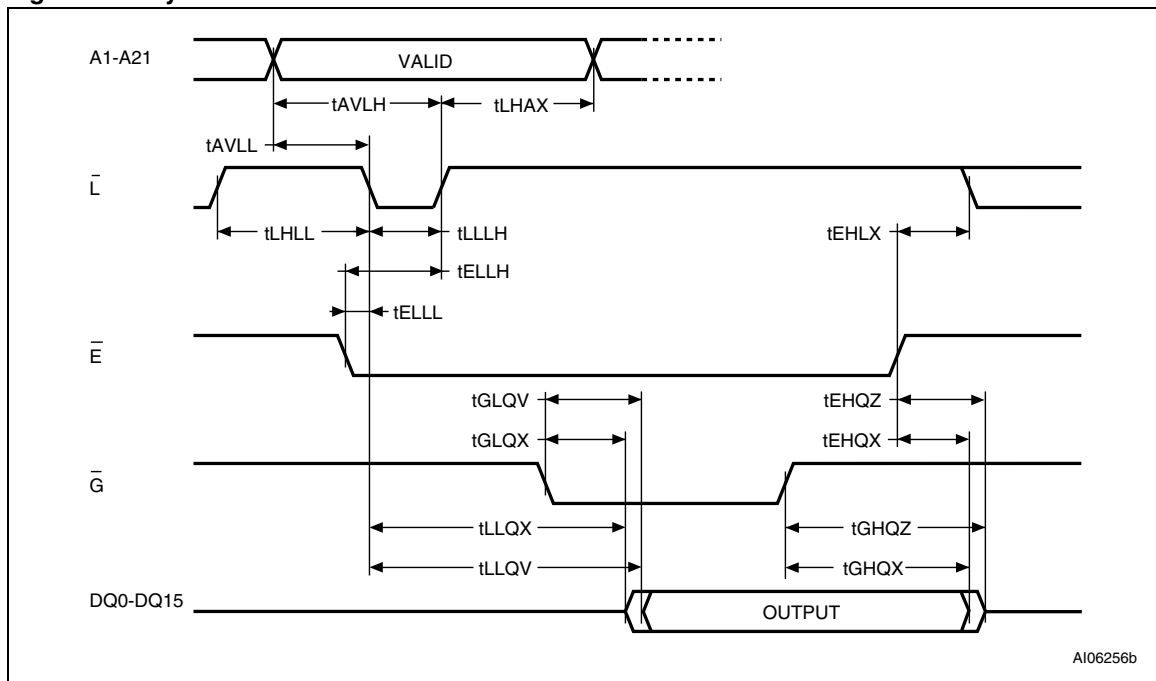 A1-A21
VALID
tAVLH
tLHAX
tAVLL
L̅
tLHLL
tLLLH
tEHLX
tELLH
tELLL
E̅
tGLQV
tEHQZ
tGLQX
tEHQX
G̅
tLLQX
tGHQZ
tLLQV
tGHQX
DQ0-DQ15
OUTPUT
AI06256b